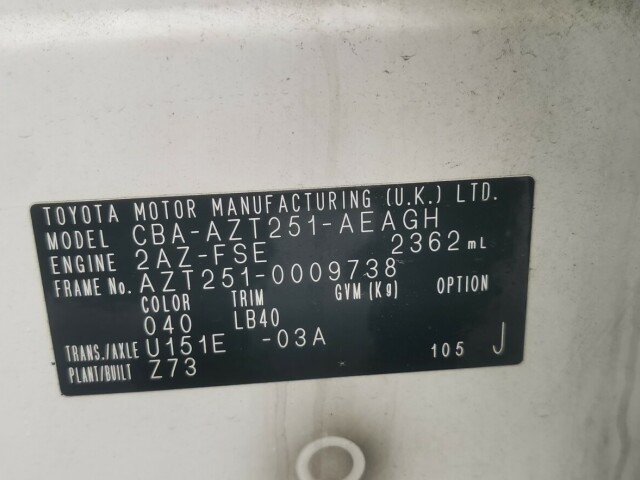 TOYOTA MOTOR MANUFACTURING (U.K.) LTD.
MODEL CBA-AZT251-AEAGH
ENGINE 2AZ-FSE 2362mL
FRAME No. AZT251-0009738
COLOR TRIM GVM (Kg) OPTION
040 LB40
TRANS./AXLE U151E -03A
PLANT/BUILT Z73 105 J